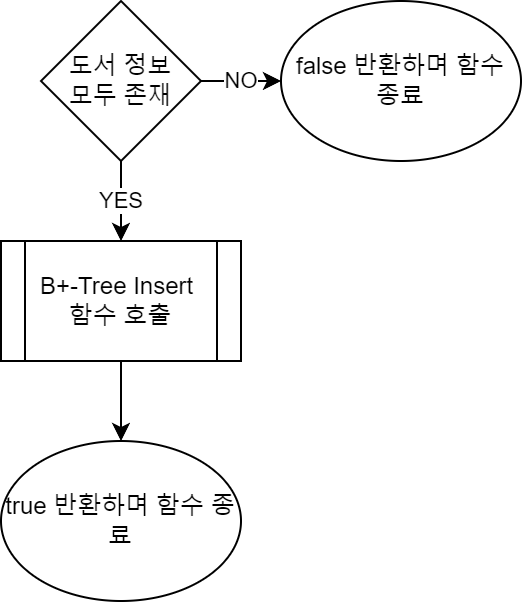 도서 정보
모두 존재
NO
false 반환하며 함수
종료
YES
B+-Tree Insert
함수 호출
true 반환하며 함수 종
료